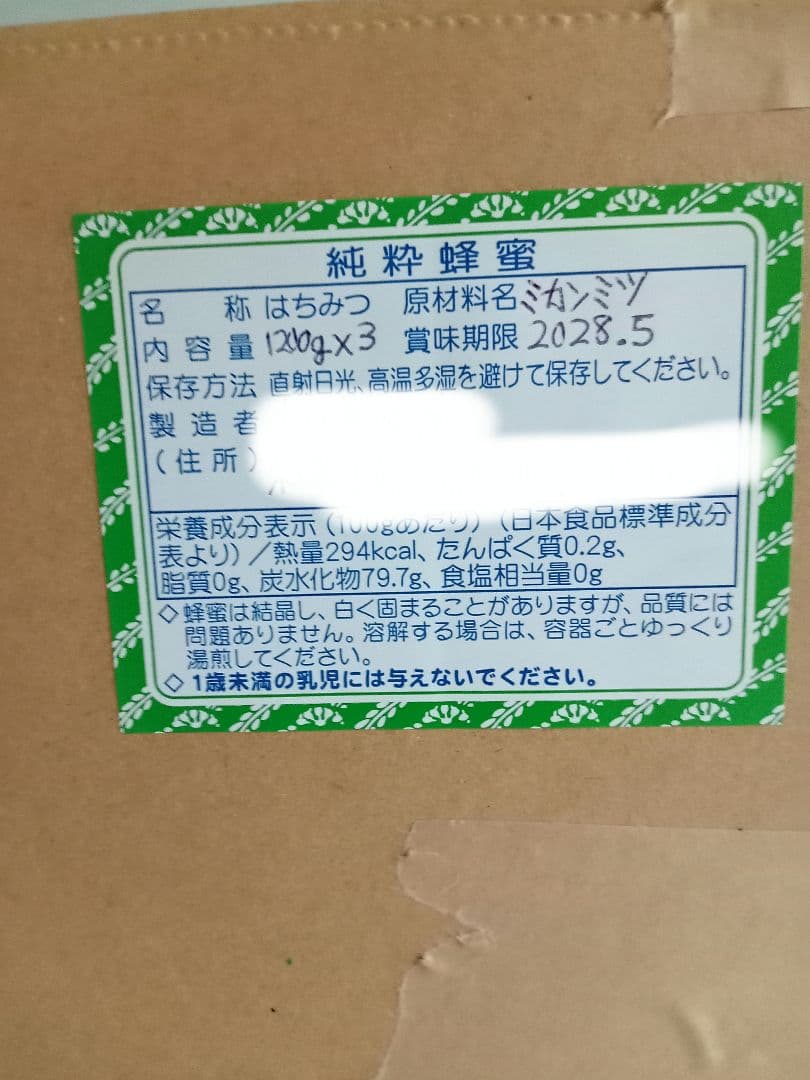 純粋蜂蜜
名称 はちみつ 原材料名 ミカンミツ
内容量 1200g×3 賞味期限 2028.5
保存方法 直射日光、高温多湿を避けて保存してください。
製造者
(住所)
栄養成分表示(100gあたり)(日本食品標準成分
表より)/熱量294kcal、たんぱく質0.2g、
脂質0g、炭水化物79.7g、食塩相当量0g
◇蜂蜜は結晶し、白く固まることがありますが、品質には
問題ありません。溶解する場合は、容器ごとゆっくり
湯煎してください。
◇1歳未満の乳児には与えないでください。